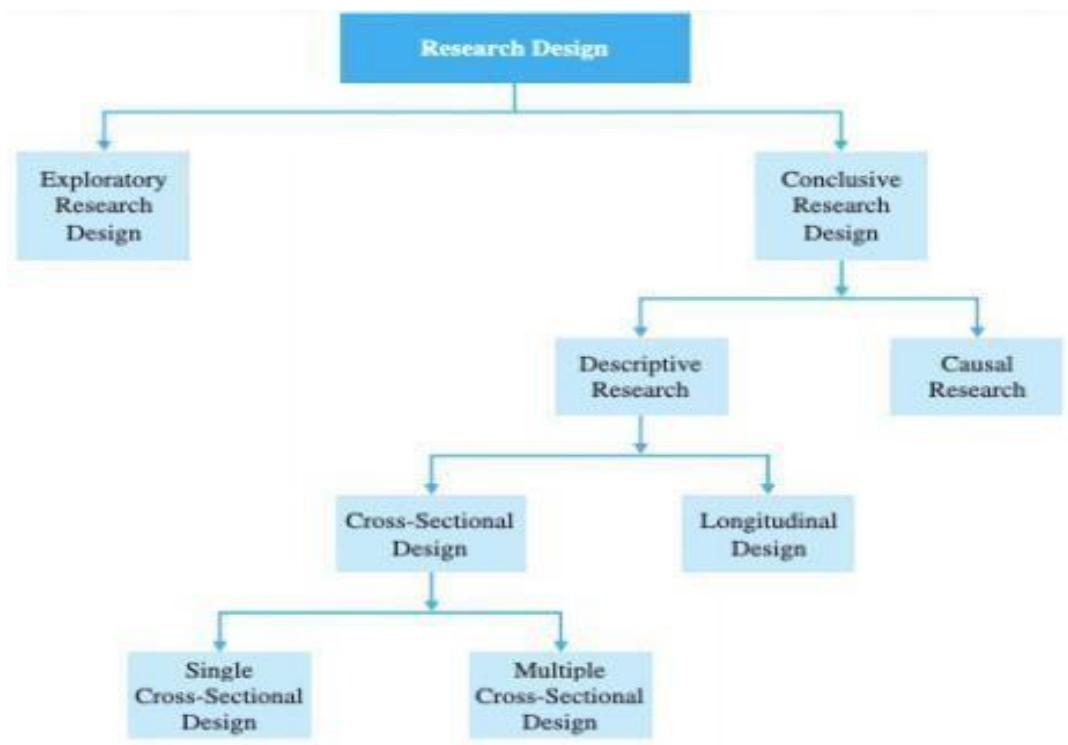 Research Design
Exploratory
Research
Design
Conclusive
Research
Design
Descriptive
Research
Causal
Research
Cross-Sectional
Design
Longitudinal
Design
Single
Cross-Sectional
Design
Multiple
Cross-Sectional
Design